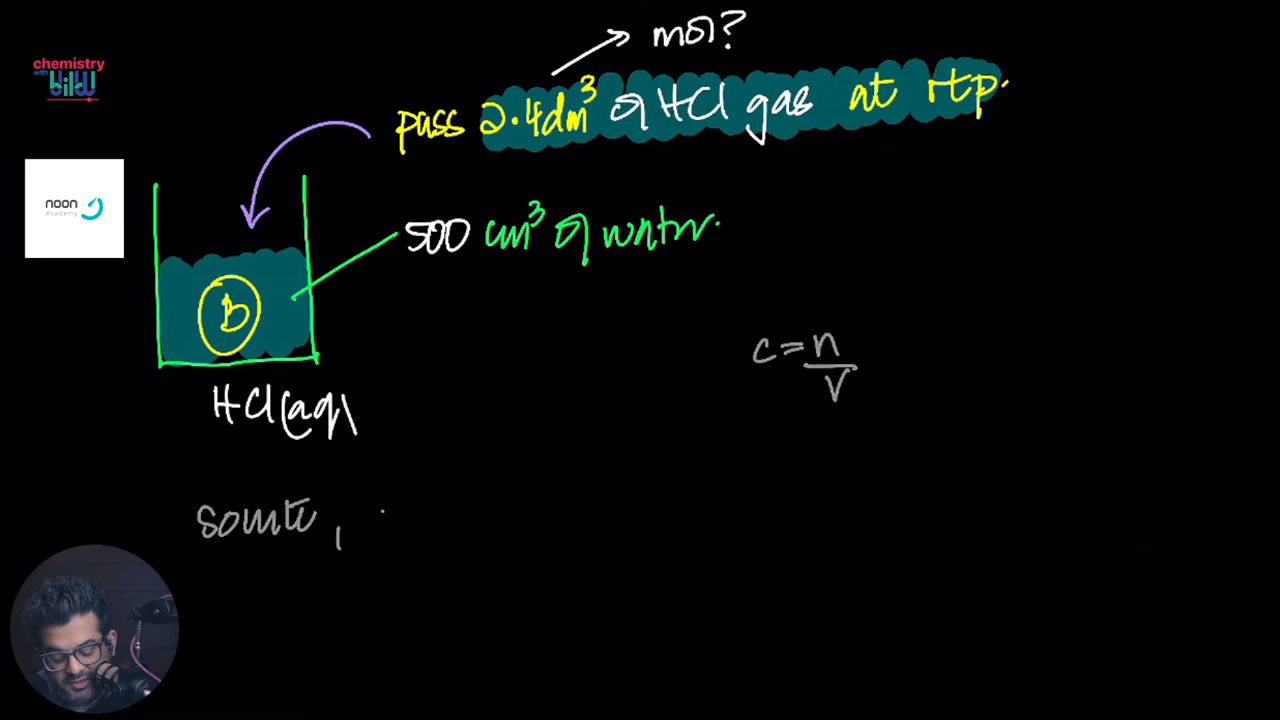 mol?
chemistry
with
bilal
pass 2.4dm³ of HCl gas at rtp.
noon
Academy
500 cm³ of water.
b
c = n
V
HCl(aq)
solute,